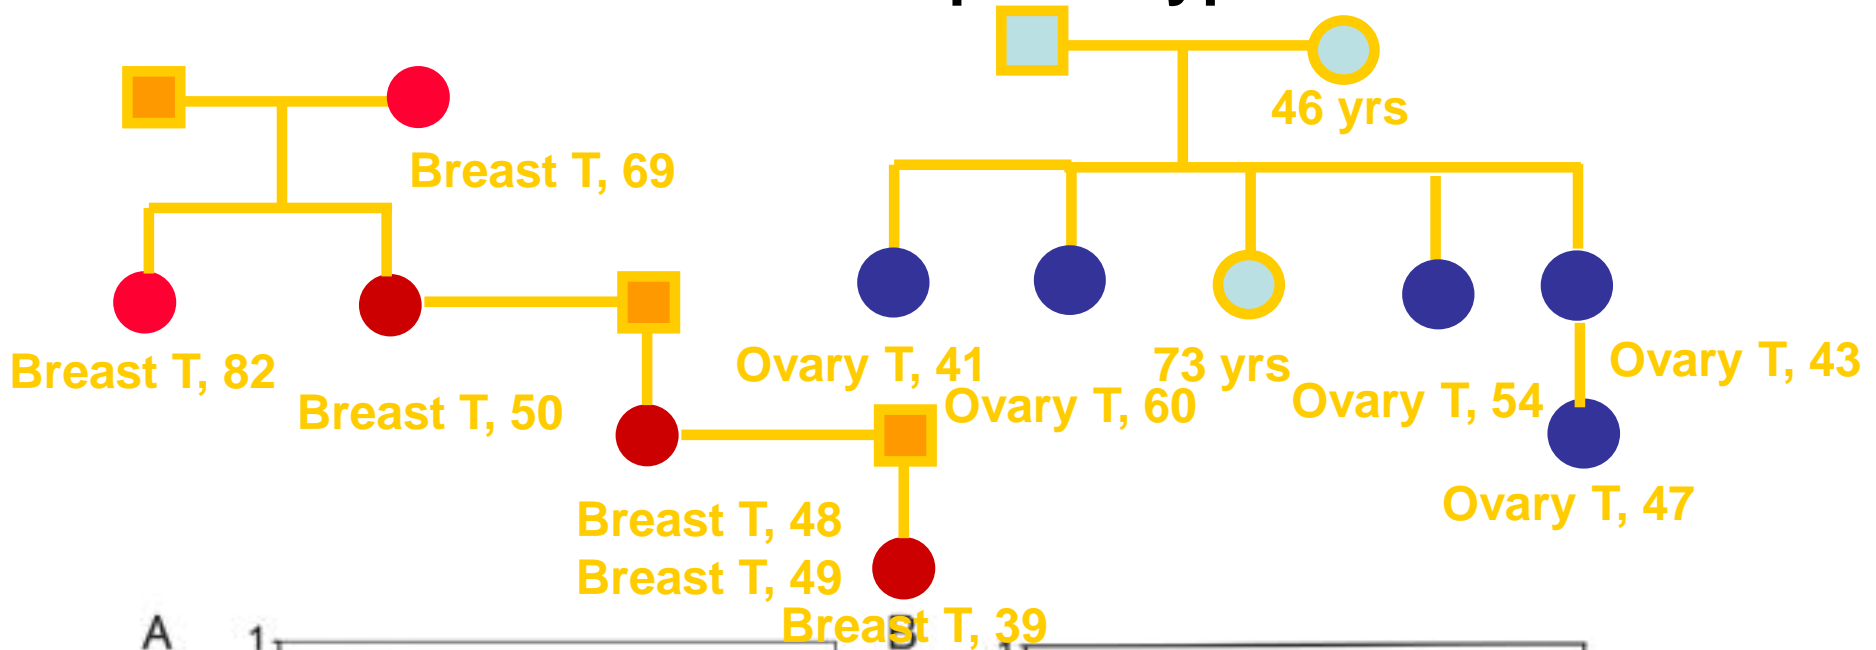 46 yrs
Breast T, 69
Breast T, 82
Breast T, 50
Ovary T, 41
73 yrs
Ovary T, 43
Ovary T, 60
Ovary T, 54
Breast T, 48
Ovary T, 47
Breast T, 49
Breast T, 39
A
1
B